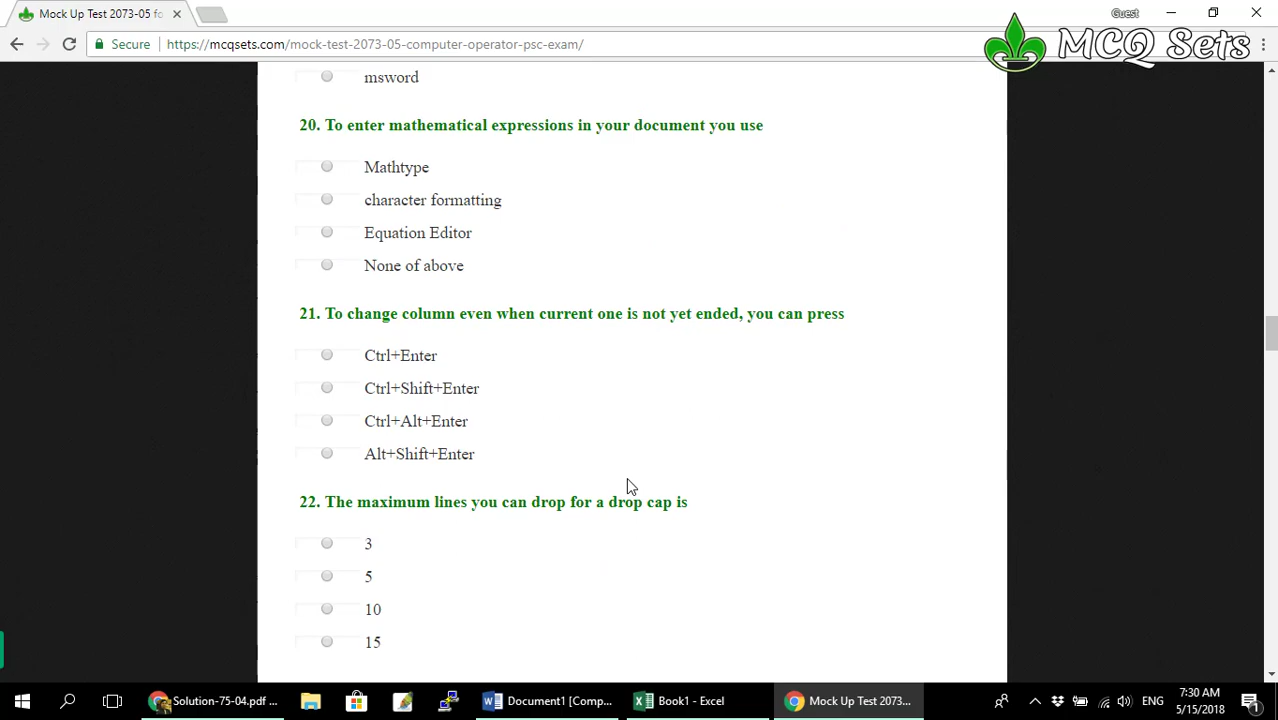 Mock Up Test 2073-05 fo
Guest
Secure
https://mcqsets.com/mock-test-2073-05-computer-operator-psc-exam/
MCQ Sets
msword
20. To enter mathematical expressions in your document you use
Mathtype
character formatting
Equation Editor
None of above
21. To change column even when current one is not yet ended, you can press
Ctrl+Enter
Ctrl+Shift+Enter
Ctrl+Alt+Enter
Alt+Shift+Enter
22. The maximum lines you can drop for a drop cap is
3
5
10
15
Solution-75-04.pdf ...
Document1 [Comp...
Book1 - Excel
Mock Up Test 2073...
ENG
7:30 AM
5/15/2018
1